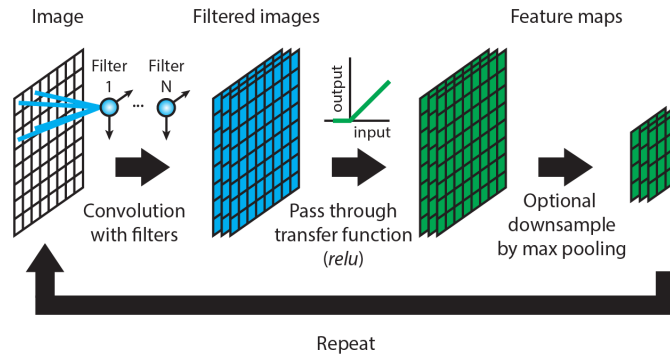 Image
Filtered images
Feature maps
Filter
1
...
Filter
N
output
input
Convolution
with filters
Pass through
transfer function
(relu)
Optional
downsample
by max pooling
Repeat